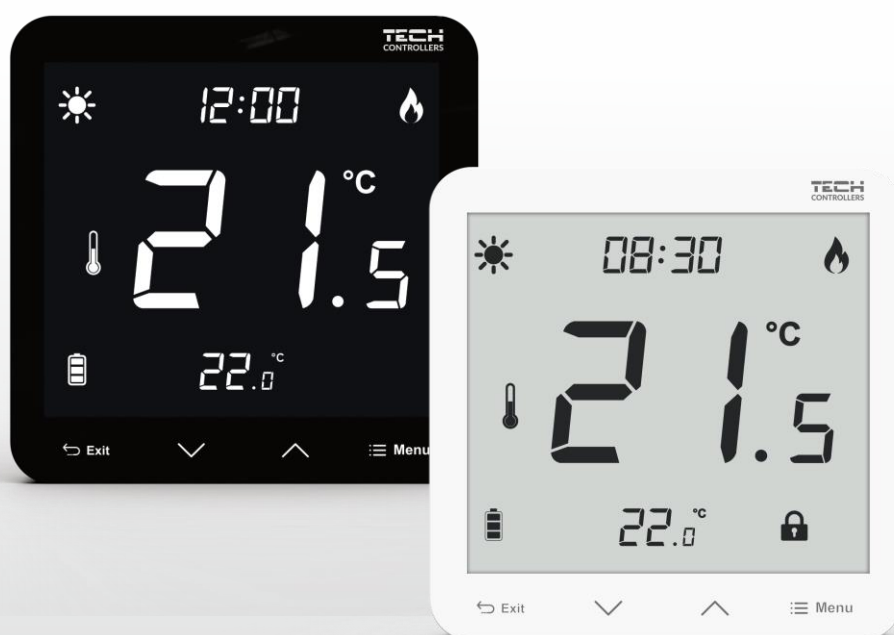 TECH
CONTROLLERS
12:00
21.5 °C
22.0 °C
Exit
Menu
TECH
CONTROLLERS
08:30
21.5 °C
22.0 °C
Exit
Menu